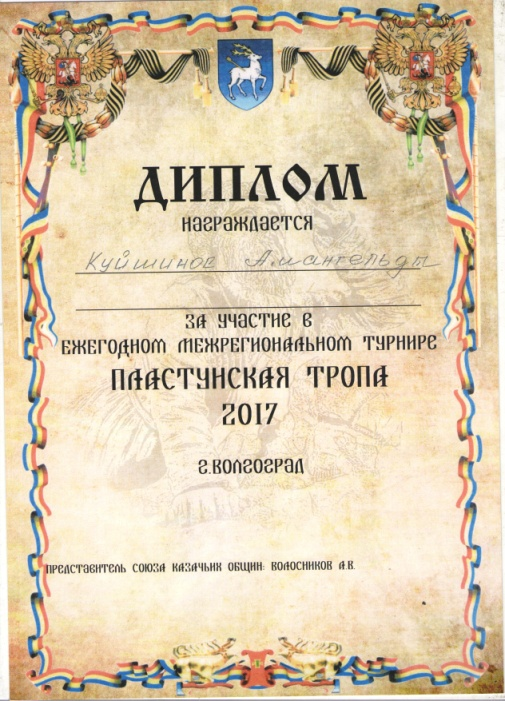 ДИПЛОМ
НАГРАЖДАЕТСЯ
Куйшинов Амангельды
ЗА УЧАСТИЕ В
ЕЖЕГОДНОМ МЕЖРЕГИОНАЛЬНОМ ТУРНИРЕ
ПЛАСТУНСКАЯ ТРОПА
2017
Г.ВОЛГОГРАД
ПРЕДСТАВИТЕЛЬ СОЮЗА КАЗАЧЬИХ ОБЩИН: ВОЛОСНИКОВ А.В.